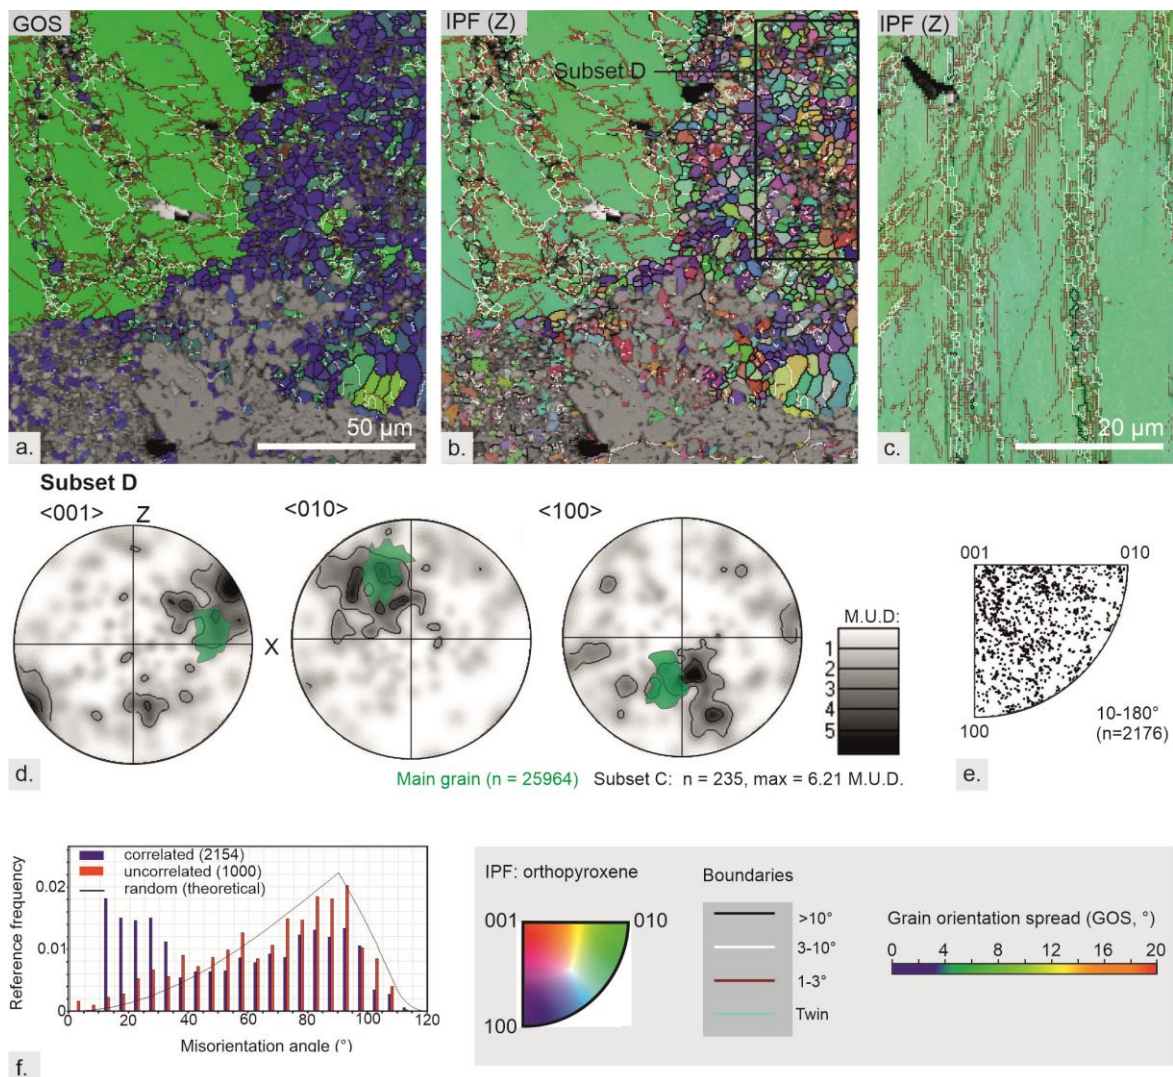 GOS
IPF (Z)
IPF (Z)
Subset D
50 µm
20 µm
a.
b.
c.
Subset D
<001>
Z
<010>
<100>
X
M.U.D:
1
2
3
4
5
001
010
100
10-180°
(n=2176)
d.
Main grain (n = 25964)
Subset C: n = 235, max = 6.21 M.U.D.
e.
correlated (2154)
uncorrelated (1000)
random (theoretical)
Reference frequency
0.02
0.01
0
0
20
40
60
80
100
120
Misorientation angle (°)
f.
IPF: orthopyroxene
001
010
100
Boundaries
>10°
3-10°
1-3°
Twin
Grain orientation spread (GOS, °)
0
4
8
12
16
20